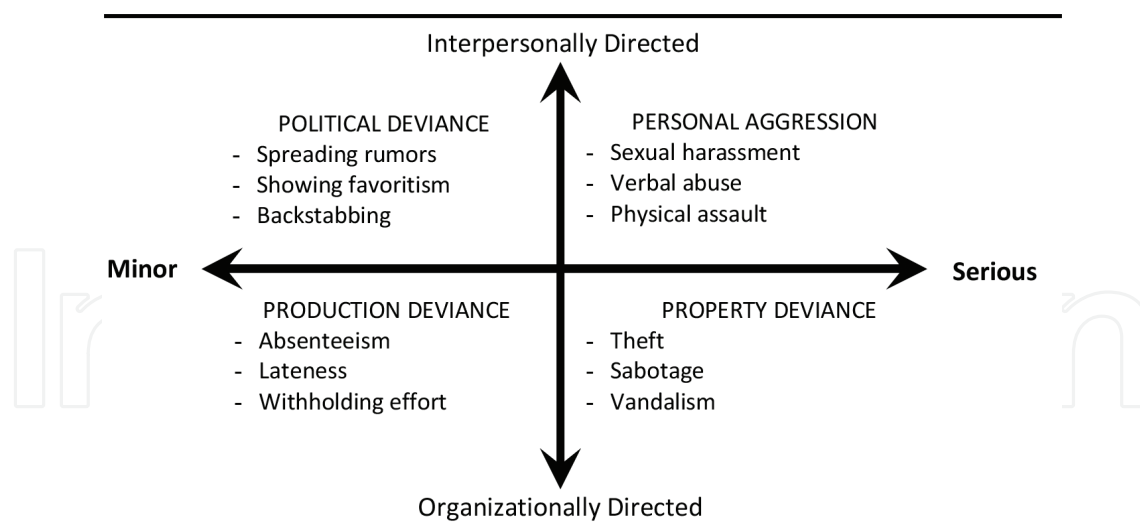 Interpersonally Directed
POLITICAL DEVIANCE
- Spreading rumors
- Showing favoritism
- Backstabbing
PERSONAL AGGRESSION
- Sexual harassment
- Verbal abuse
- Physical assault
Minor
Serious
PRODUCTION DEVIANCE
- Absenteeism
- Lateness
- Withholding effort
PROPERTY DEVIANCE
- Theft
- Sabotage
- Vandalism
Organizationally Directed